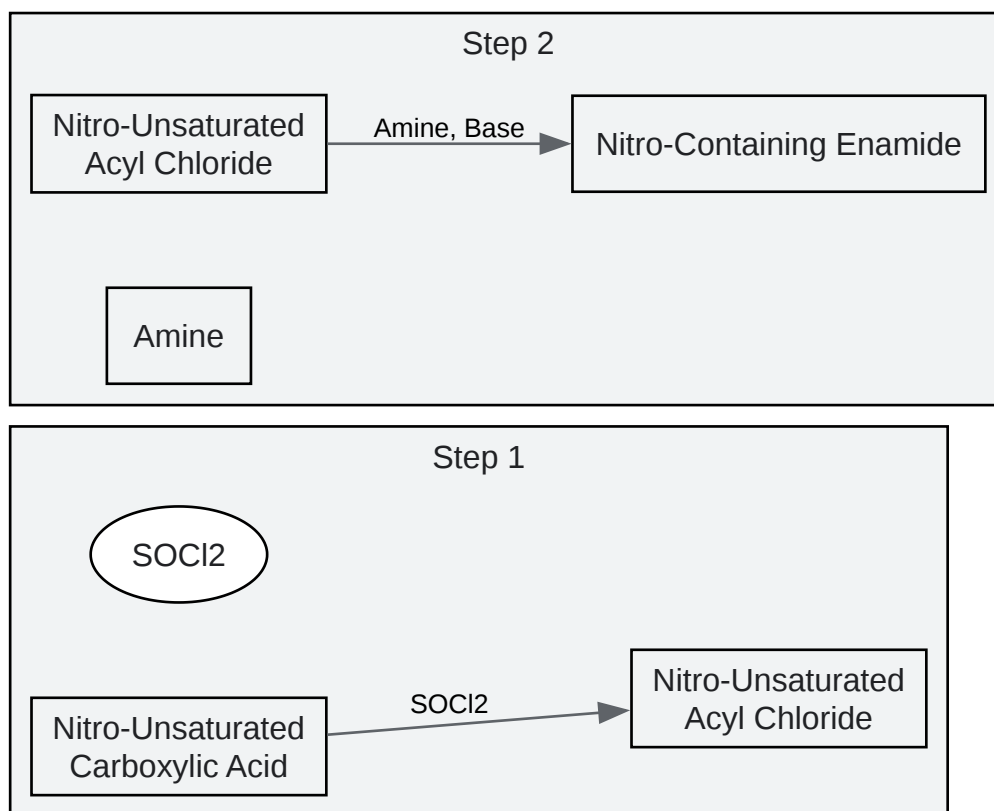 Step 2
Nitro-Unsaturated
Acyl Chloride
Amine, Base
Nitro-Containing Enamide
Amine
Step 1
SOCl2
Nitro-Unsaturated
Carboxylic Acid
SOCl2
Nitro-Unsaturated
Acyl Chloride